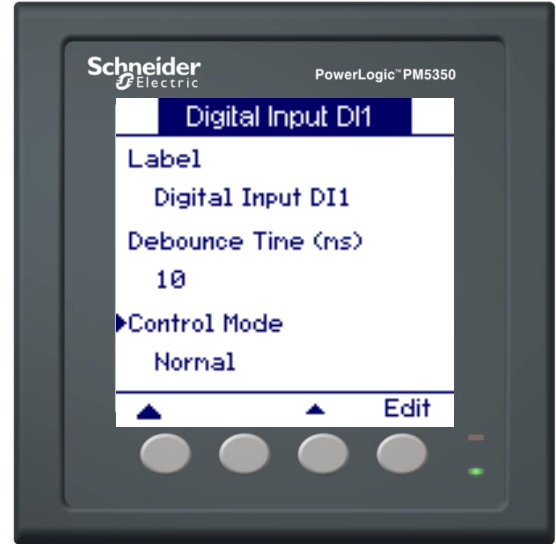 Schneider
Electric
PowerLogic™ PM5350
Digital Input DI1
Label
Digital Input DI1
Debounce Time (ms)
10
Control Mode
Normal
Edit